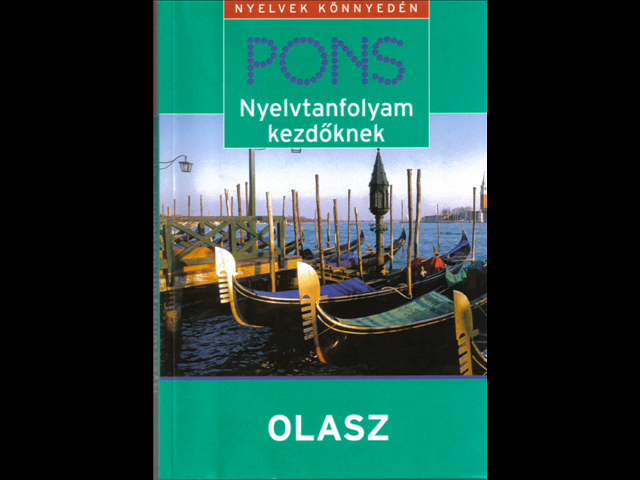 NYELVEK KÖNNYEDÉN
PONS
Nyelvtanfolyam
kezdőknek
OLASZ